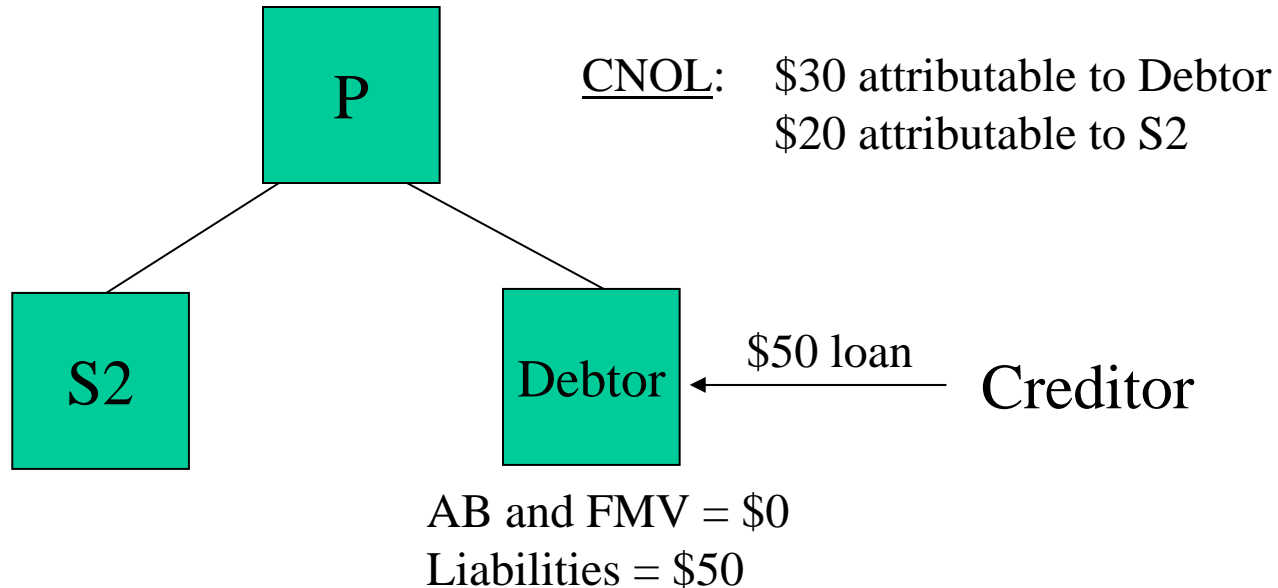 P
CNOL: $30 attributable to Debtor
$20 attributable to S2
S2
Debtor
$50 loan
Creditor
AB and FMV = $0
Liabilities = $50